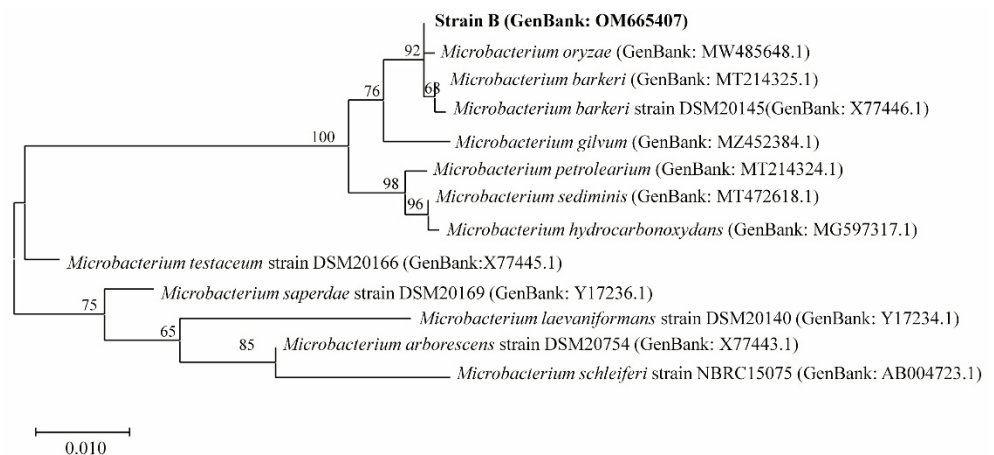 Strain B (GenBank: OM665407)
92
Microbacterium oryzae (GenBank: MW485648.1)
Microbacterium barkeri (GenBank: MT214325.1)
68
76
Microbacterium barkeri strain DSM20145(GenBank: X77446.1)
100
Microbacterium gilvum (GenBank: MZ452384.1)
Microbacterium petrolearium (GenBank: MT214324.1)
98
Microbacterium sediminis (GenBank: MT472618.1)
96
Microbacterium hydrocarbonoxydans (GenBank: MG597317.1)
Microbacterium testaceum strain DSM20166 (GenBank:X77445.1)
Microbacterium saperdae strain DSM20169 (GenBank: Y17236.1)
75
Microbacterium laevaniformans strain DSM20140 (GenBank: Y17234.1)
65
Microbacterium arborescens strain DSM20754 (GenBank: X77443.1)
85
Microbacterium schleiferi strain NBRC15075 (GenBank: AB004723.1)
0.010